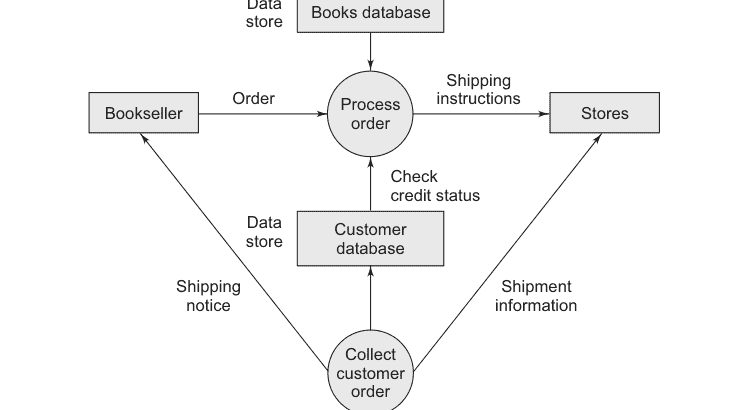 Data
store
Books database
Bookseller
Order
Process
order
Shipping
instructions
Stores
Check
credit status
Data
store
Customer
database
Shipping
notice
Shipment
information
Collect
customer
order